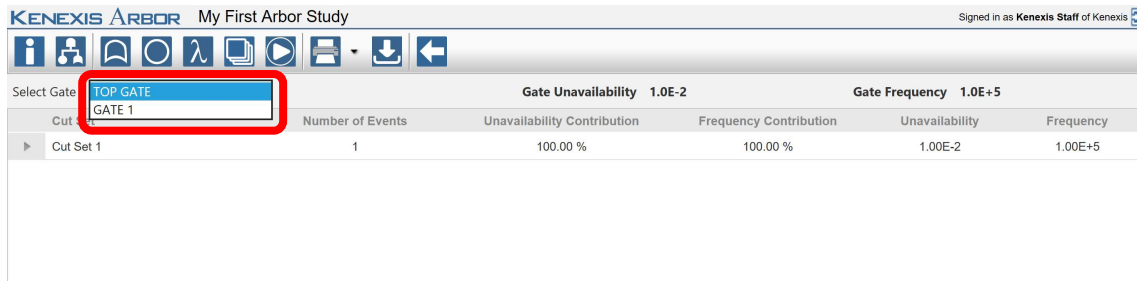 KENEXIS ARBOR My First Arbor Study Signed in as Kenexis Staff of Kenexis
Select Gate TOP GATE Gate Unavailability 1.0E-2 Gate Frequency 1.0E+5
GATE 1
Cut Set Number of Events Unavailability Contribution Frequency Contribution Unavailability Frequency
Cut Set 1 1 100.00 % 100.00 % 1.00E-2 1.00E+5